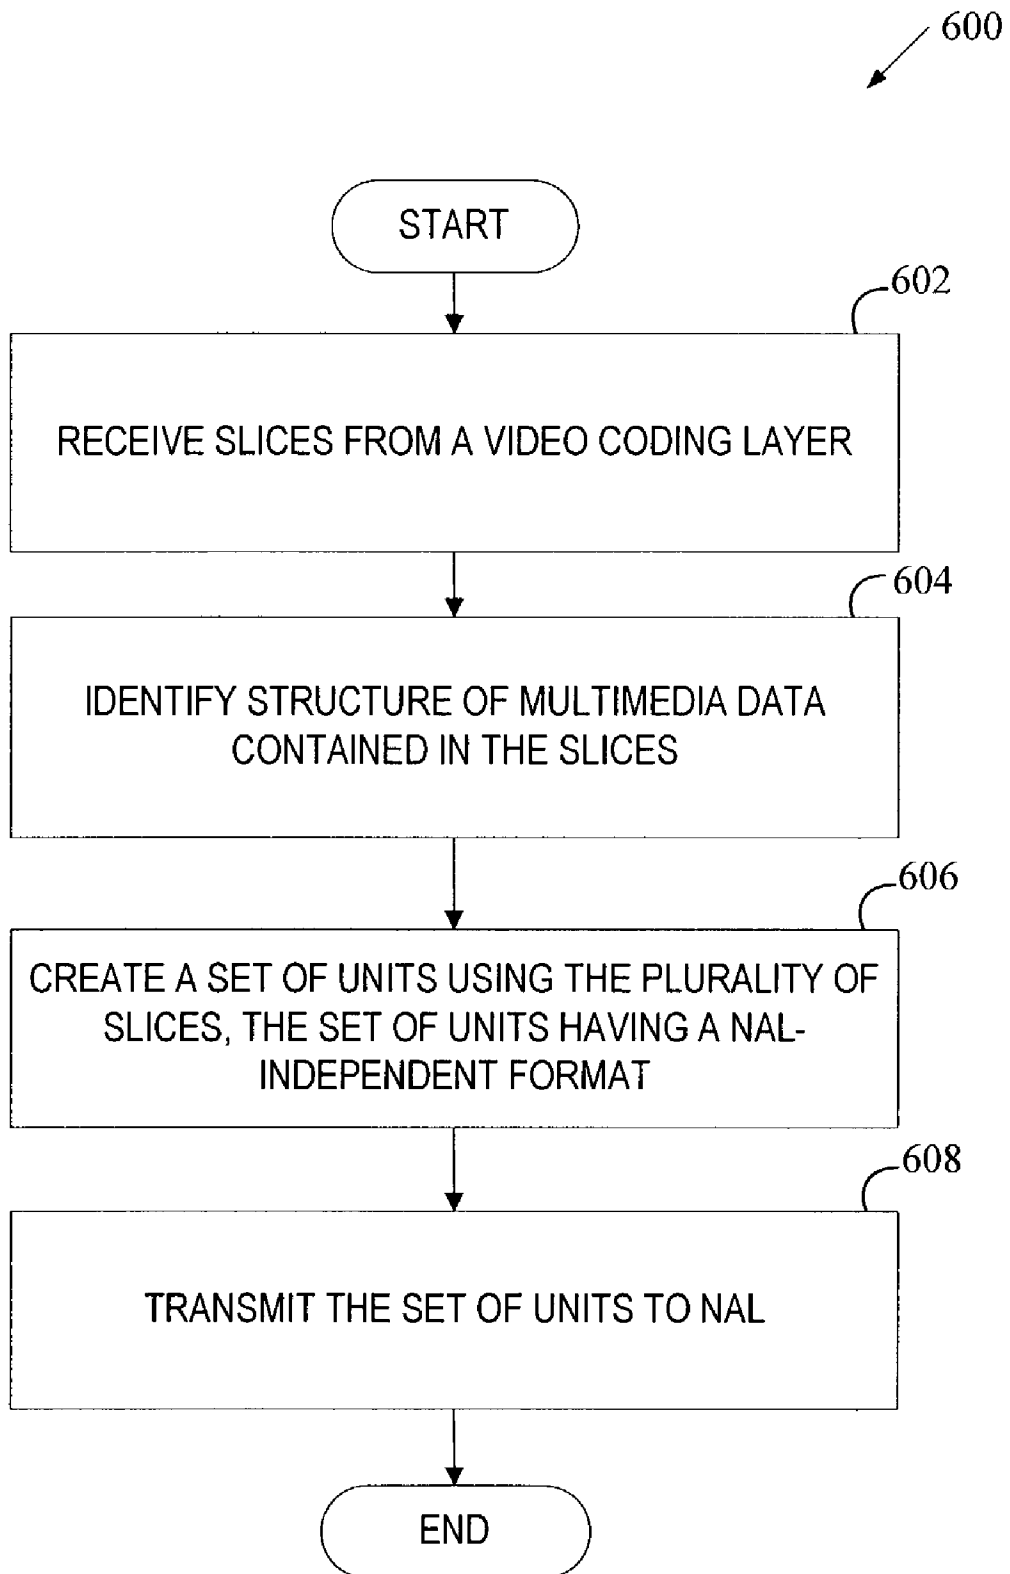 600
START
602
RECEIVE SLICES FROM A VIDEO CODING LAYER
604
IDENTIFY STRUCTURE OF MULTIMEDIA DATA
CONTAINED IN THE SLICES
606
CREATE A SET OF UNITS USING THE PLURALITY OF
SLICES, THE SET OF UNITS HAVING A NAL-
INDEPENDENT FORMAT
608
TRANSMIT THE SET OF UNITS TO NAL
END